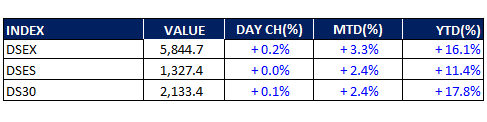 INDEX VALUE DAY CH(%) MTD(%) YTD(%)
DSEX 5,844.7 + 0.2% + 3.3% + 16.1%
DSES 1,327.4 + 0.0% + 2.4% + 11.4%
DS30 2,133.4 + 0.1% + 2.4% + 17.8%